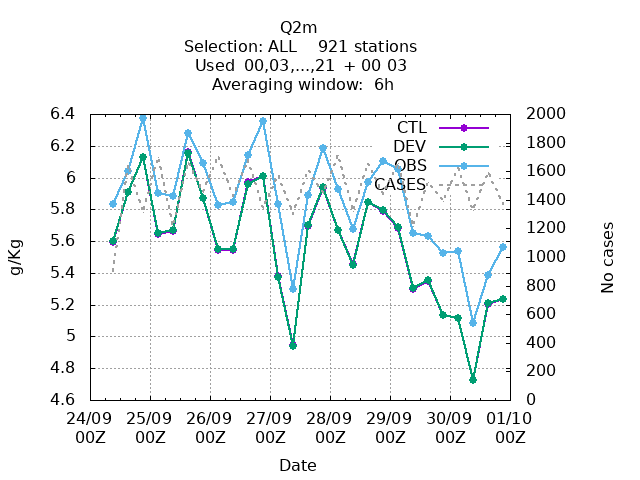 Q2m
Selection: ALL    921 stations
Used  00,03,...,21  + 00 03
Averaging window:  6h
6.4
6.2
6
5.8
5.6
5.4
5.2
5
4.8
4.6
g/Kg
CTL
DEV
OBS
CASES
2000
1800
1600
1400
1200
1000
800
600
400
200
0
No cases
24/09 25/09 26/09 27/09 28/09 29/09 30/09 01/10
00Z 00Z 00Z 00Z 00Z 00Z 00Z 00Z
Date